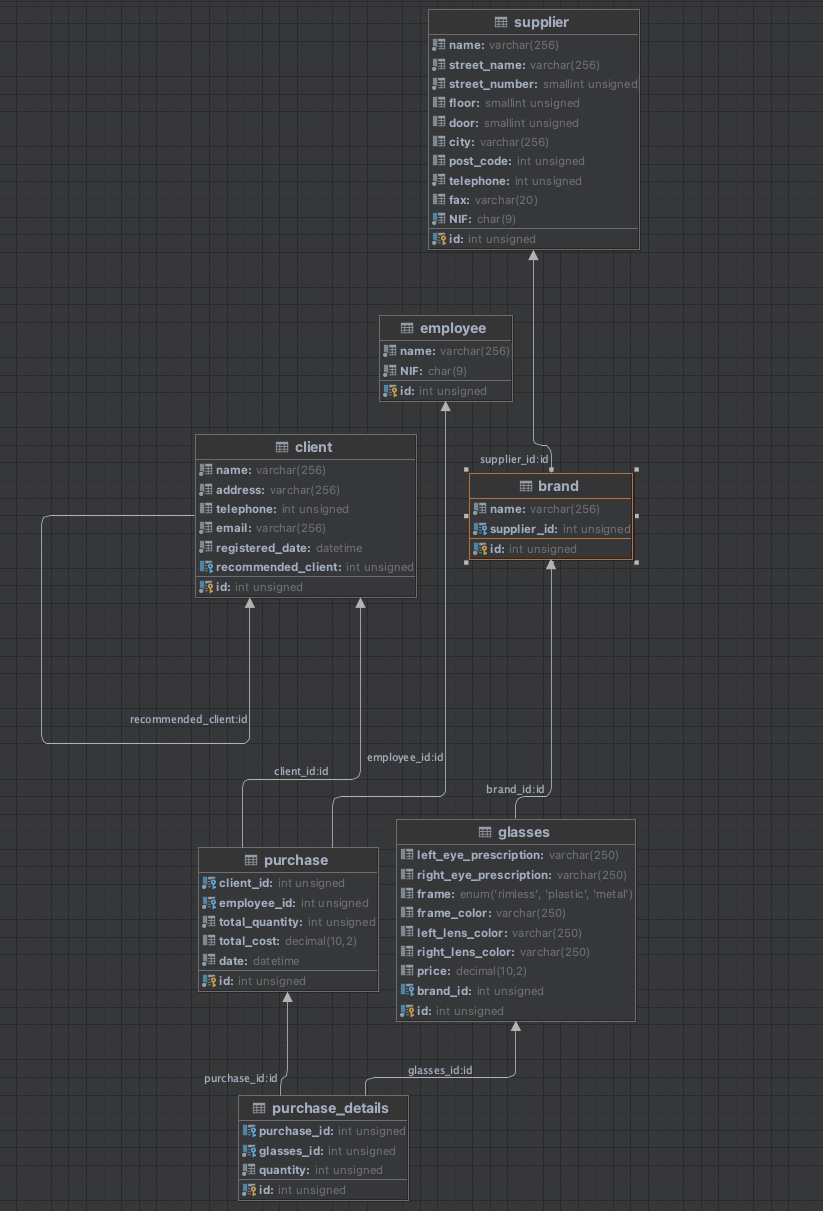 supplier
name: varchar(256)
street_name: varchar(256)
street_number: smallint unsigned
floor: smallint unsigned
door: smallint unsigned
city: varchar(256)
post_code: int unsigned
telephone: int unsigned
fax: varchar(20)
NIF: char(9)
id: int unsigned
employee
name: varchar(256)
NIF: char(9)
id: int unsigned
client
name: varchar(256)
address: varchar(256)
telephone: int unsigned
email: varchar(256)
registered_date: datetime
recommended_client: int unsigned
id: int unsigned
supplier_id:id
brand
name: varchar(256)
supplier_id: int unsigned
id: int unsigned
recommended_client:id
employee_id:id
client_id:id
brand_id:id
purchase
client_id: int unsigned
employee_id: int unsigned
total_quantity: int unsigned
total_cost: decimal(10,2)
date: datetime
id: int unsigned
glasses
left_eye_prescription: varchar(250)
right_eye_prescription: varchar(250)
frame: enum('rimless', 'plastic', 'metal')
frame_color: varchar(250)
left_lens_color: varchar(250)
right_lens_color: varchar(250)
price: decimal(10,2)
brand_id: int unsigned
id: int unsigned
purchase_id:id
glasses_id:id
purchase_details
purchase_id: int unsigned
glasses_id: int unsigned
quantity: int unsigned
id: int unsigned